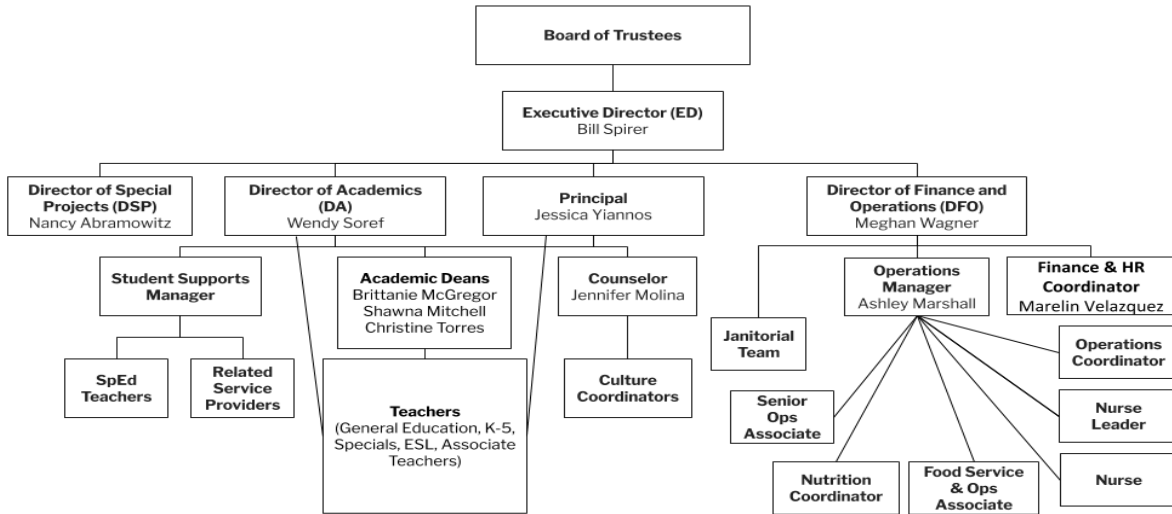 Board of Trustees
Executive Director (ED)
Bill Spirer
Director of Special
Projects (DSP)
Nancy Abramowitz
Director of Academics
(DA)
Wendy Soref
Principal
Jessica Yiannos
Director of Finance and
Operations (DFO)
Meghan Wagner
Student Supports
Manager
Academic Deans
Brittanie McGregor
Shawna Mitchell
Christine Torres
Counselor
Jennifer Molina
Operations
Manager
Ashley Marshall
Finance & HR
Coordinator
Marelin Velazquez
Janitorial
Team
Operations
Coordinator
SpEd
Teachers
Related
Service
Providers
Teachers
(General Education, K-5,
Specials, ESL, Associate
Teachers)
Culture
Coordinators
Senior
Ops
Associate
Nurse
Leader
Nutrition
Coordinator
Food Service
& Ops
Associate
Nurse